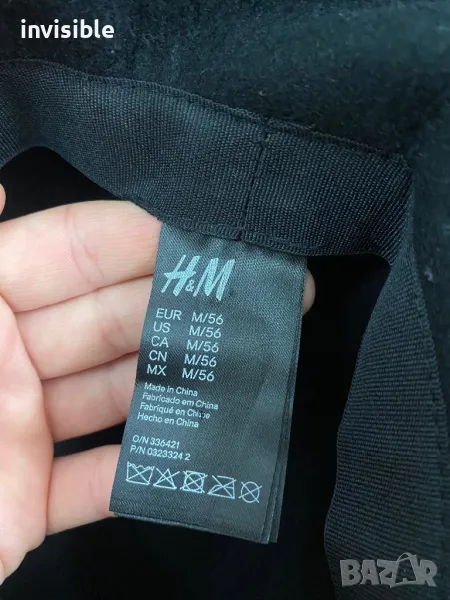 invisible
H&M
EUR M/56
US M/56
CA M/56
CN M/56
MX M/56
Made in China
Fabricado em China
Fabriqué en Chine
Hecho en China
O/N 336421
P/N 0323324 2
BAZAR